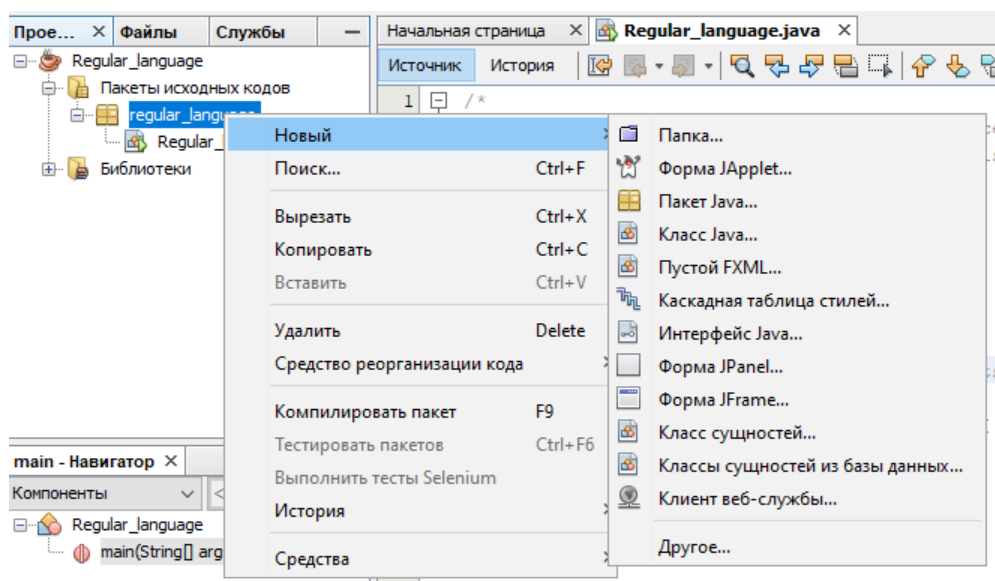 Прое... Файлы Службы
Начальная страница Regular_language.java
Regular_language
Источник История
Пакеты исходных кодов
1 /*
regular_language
Regular_
Библиотеки
Новый
Поиск... Ctrl+F
Вырезать Ctrl+X
Копировать Ctrl+C
Вставить Ctrl+V
Удалить Delete
Средство реорганизации кода
Компилировать пакет F9
Тестировать пакетов Ctrl+F6
Выполнить тесты Selenium
История
Средства
Папка...
Форма JApplet...
Пакет Java...
Класс Java...
Пустой FXML...
Каскадная таблица стилей...
Интерфейс Java...
Форма JPanel...
Форма JFrame...
Класс сущностей...
Классы сущностей из базы данных...
Клиент веб-службы...
Другое...
main - Навигатор
Компоненты
Regular_language
main(String[] arg